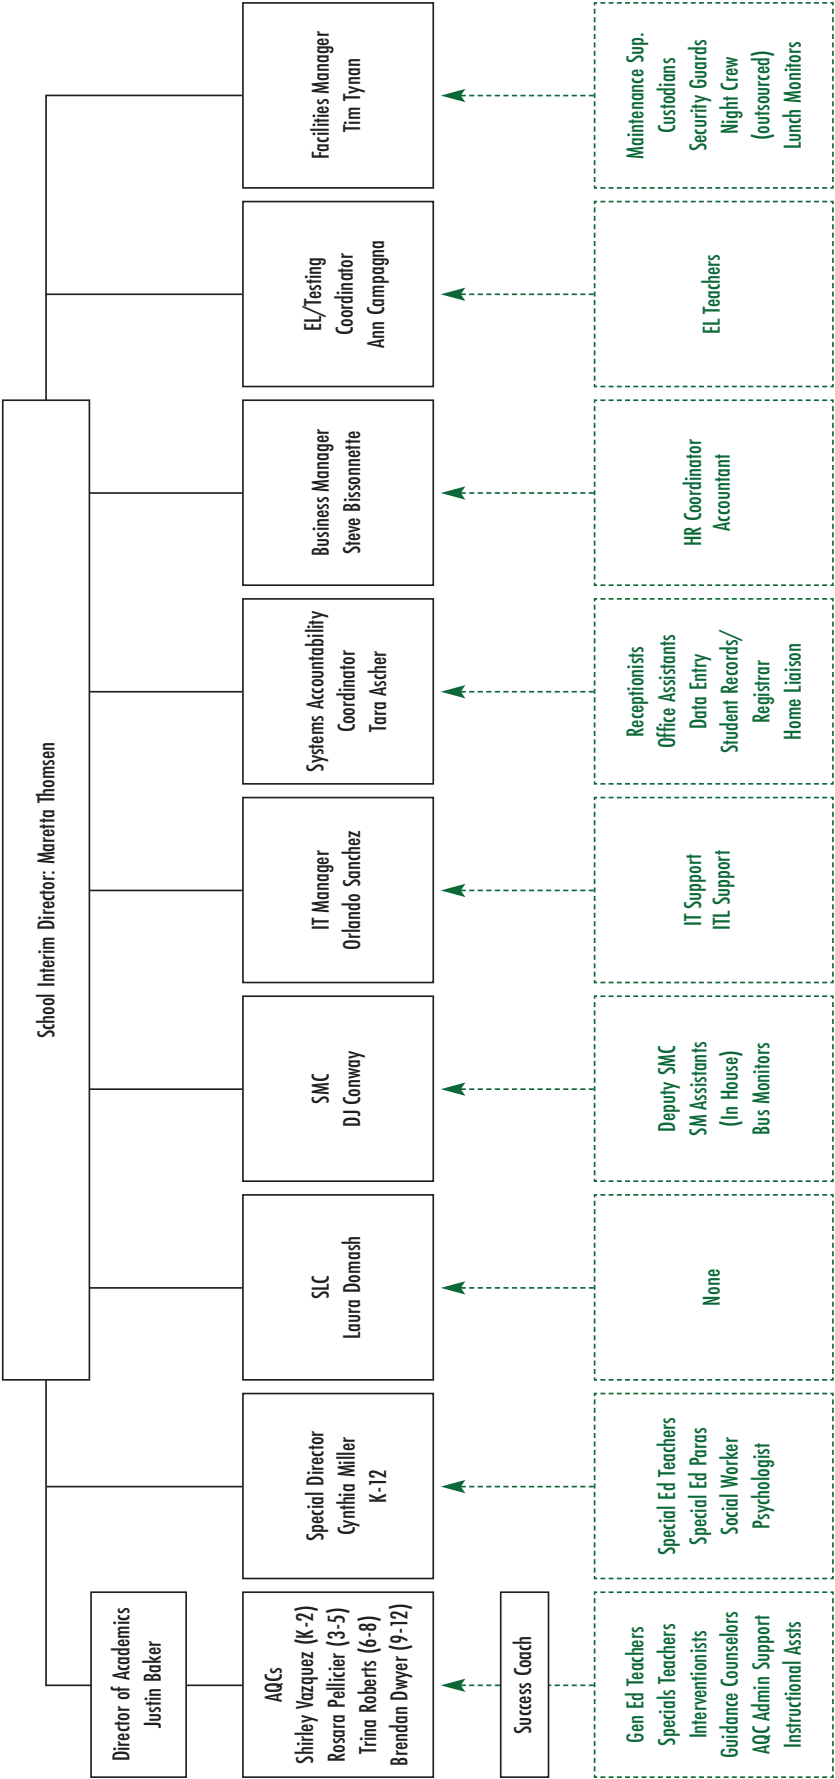 School Interim Director: Maretta Thomsen
Director of Academics
Justin Baker
AQCs
Shirley Vazquez (K-2)
Rosara Pellicier (3-5)
Trina Roberts (6-8)
Brendan Dwyer (9-12)
Special Director
Cynthia Miller
K-12
SLC
Laura Domash
SMC
DJ Conway
IT Manager
Orlando Sanchez
Systems Accountability
Coordinator
Tara Ascher
Business Manager
Steve Bissonnette
EL/Testing
Coordinator
Ann Campagna
Facilities Manager
Tim Tynan
Success Coach
Gen Ed Teachers
Specials Teachers
Interventionists
Guidance Counselors
AQC Admin Support
Instructional Assts
Special Ed Teachers
Special Ed Paras
Social Worker
Psychologist
None
Deputy SMC
SM Assistants
(In House)
Bus Monitors
IT Support
ITL Support
Receptionists
Office Assistants
Data Entry
Student Records/
Registrar
Home Liaison
HR Coordinator
Accountant
EL Teachers
Maintenance Sup.
Custodians
Security Guards
Night Crew
(outsourced)
Lunch Monitors